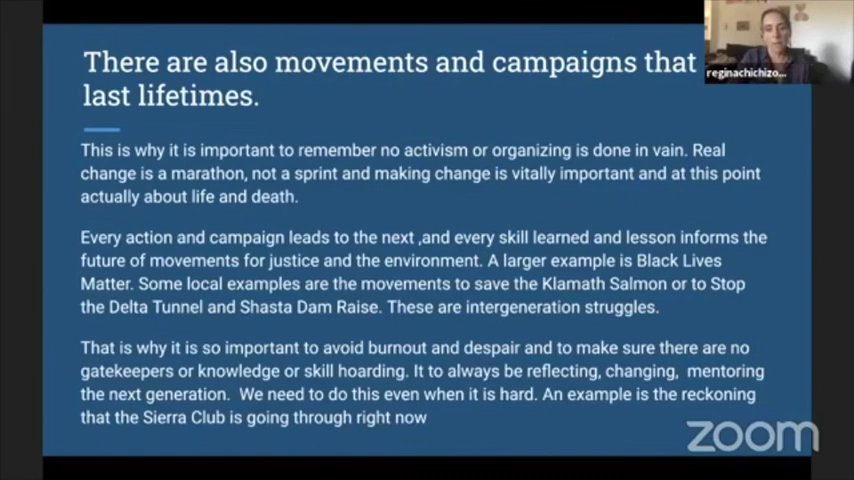 There are also movements and campaigns that
last lifetimes.
reginachichizo...
This is why it is important to remember no activism or organizing is done in vain. Real
change is a marathon, not a sprint and making change is vitally important and at this point
actually about life and death.
Every action and campaign leads to the next ,and every skill learned and lesson informs the
future of movements for justice and the environment. A larger example is Black Lives
Matter. Some local examples are the movements to save the Klamath Salmon or to Stop
the Delta Tunnel and Shasta Dam Raise. These are intergeneration struggles.
That is why it is so important to avoid burnout and despair and to make sure there are no
gatekeepers or knowledge or skill hoarding. It to always be reflecting, changing, mentoring
the next generation. We need to do this even when it is hard. An example is the reckoning
that the Sierra Club is going through right now
zoom